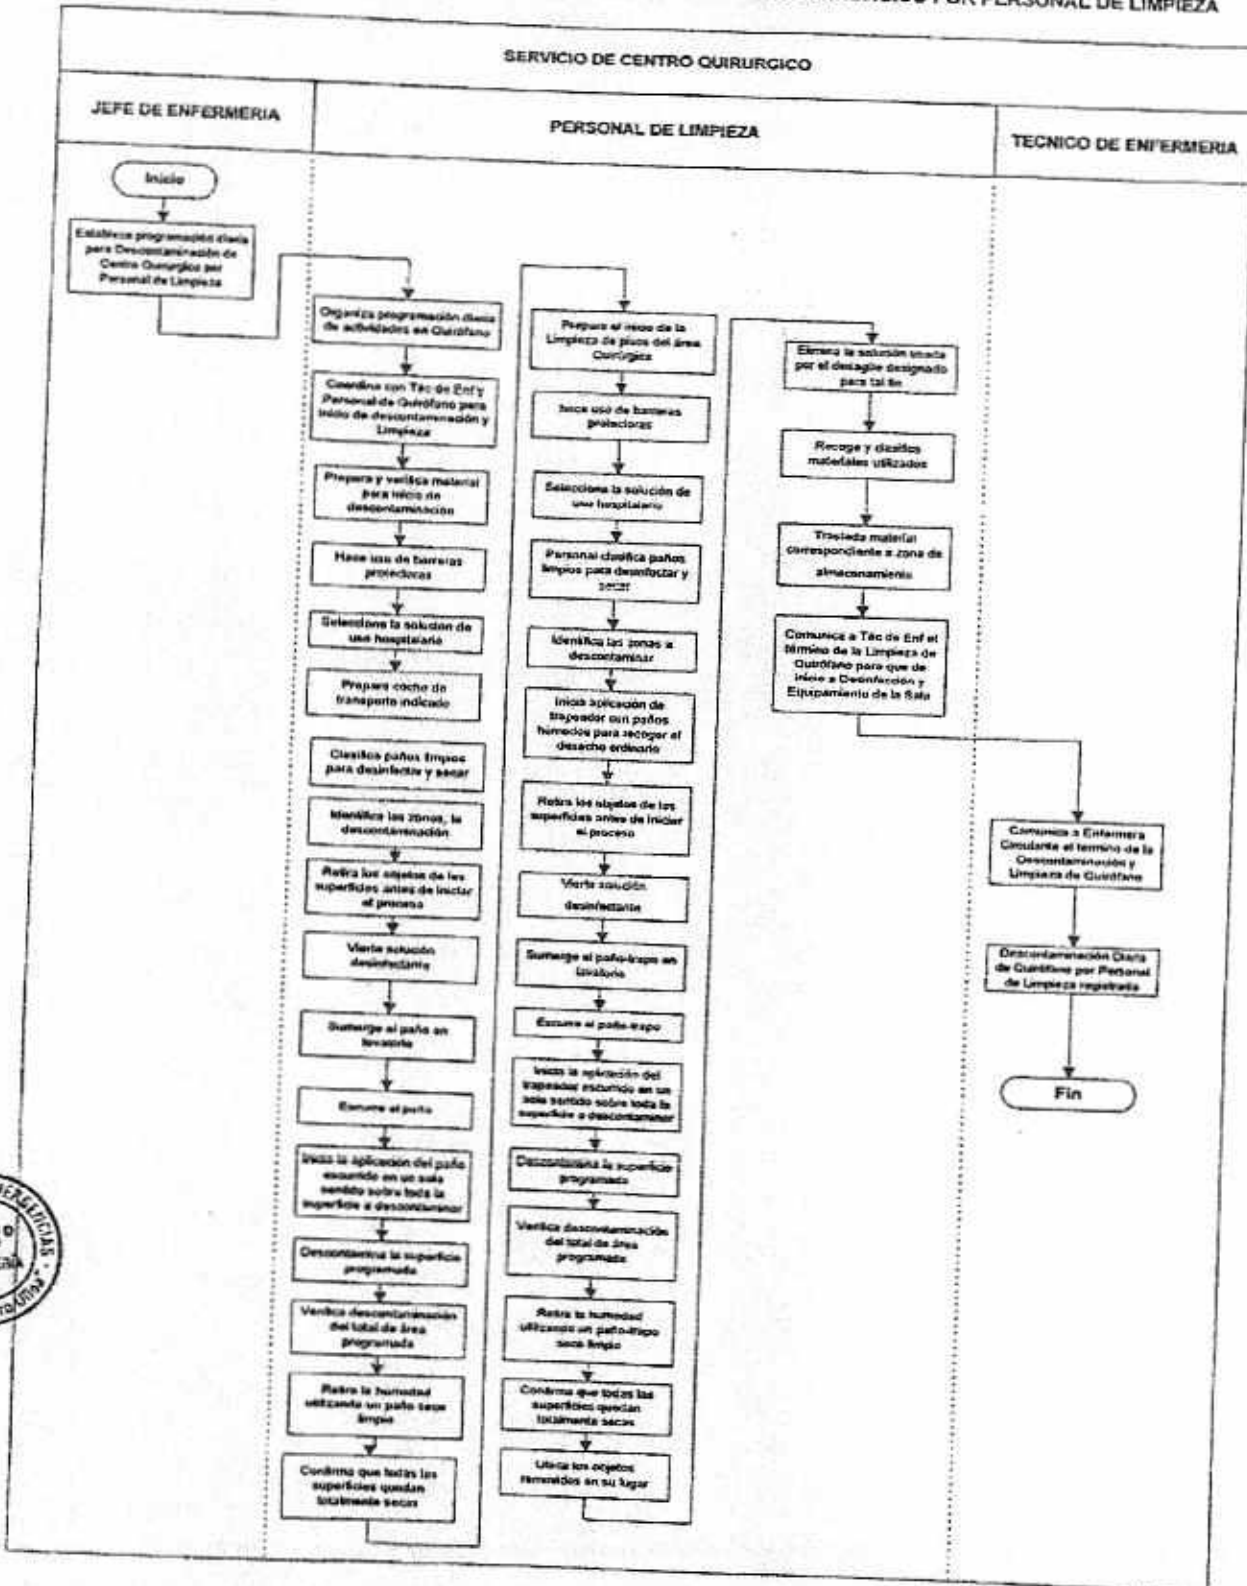 POR PERSONAL DE LIMPIEZA
SERVICIO DE CENTRO QUIRURGICO
JEFE DE ENFERMERIA
PERSONAL DE LIMPIEZA
TECNICO DE ENFERMERIA
Inicio
Establece programación diaria
para Descontaminación de
Centro Quirurgico por
Personal de Limpieza
Organiza programación diaria
de actividades en Quirófano
Coordina con Téc de Enf y
Personal de Quirófano para
inicio de descontaminación y
Limpieza
Prepara y verifica material
para inicio de
descontaminación
Hace uso de barreras
protectoras
Selecciona la solución de
uso hospitalario
Prepara coche de
transporte indicado
Clasifica paños limpios
para desinfectar y secar
Identifica las zonas, la
descontaminación
Retira los objetos de las
superficies antes de iniciar
el proceso
Vierte solución
desinfectante
Sumerge el paño en
lavatorio
Escurre el paño
Inicia la aplicación del paño
escurrido en un solo
sentido sobre toda la
superficie a descontaminar
Descontamina la superficie
programada
Verifica descontaminación
del total de área
programada
Retira la humedad
utilizando un paño seco
limpio
Confirma que todas las
superficies quedan
totalmente secas
Prepara el inicio de la
Limpieza de pisos del área
Quirúrgica
hace uso de barreras
protectoras
Selecciona la solución de
uso hospitalario
Personal clasifica paños
limpios para desinfectar y
secar
Identifica las zonas a
descontaminar
Inicia aplicación de
trapeador con paños
húmedos para recoger el
desecho ordinario
Retira los objetos de las
superficies antes de iniciar
el proceso
Vierte solución
desinfectante
Sumerge el paño-trapo en
lavatorio
Escurre el paño-trapo
Inicia la aplicación del
trapeador escurrido en un
solo sentido sobre toda la
superficie a descontaminar
Descontamina la superficie
programada
Verifica descontaminación
del total de área
programada
Retira la humedad
utilizando un paño-trapo
seco limpio
Confirma que todas las
superficies quedan
totalmente secas
Ubica los objetos
removidos en su lugar
Elimina la solución usada
por el desagüe designado
para tal fin
Recoge y clasifica
materiales utilizados
Traslada material
correspondiente a zona de
almacenamiento
Comunica a Téc de Enf el
término de la Limpieza de
Quirófano para que de
inicio a Desinfección y
Equipamiento de la Sala
Comunica a Enfermera
Circulante el termino de la
Descontaminación y
Limpieza de Quirófano
Descontaminación Diaria
de Quirófano por Personal
de Limpieza registrada
Fin